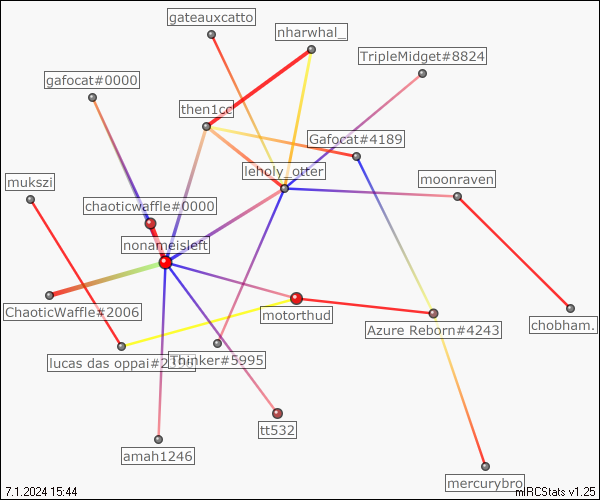 gateauxcatto
nharwhal_
TripleMidget#8824
gafocat#0000
then1cc
Gafocat#4189
leholy_otter
moonraven
mukszi
chaoticwaffle#0000
nonameisleft
ChaoticWaffle#2006
motorthud
Azure Reborn#4243
chobham.
lucas das oppai#2
Thinker#5995
tt532
amah1246
mercurybro
7.1.2024 15:44
mIRCStats v1.25